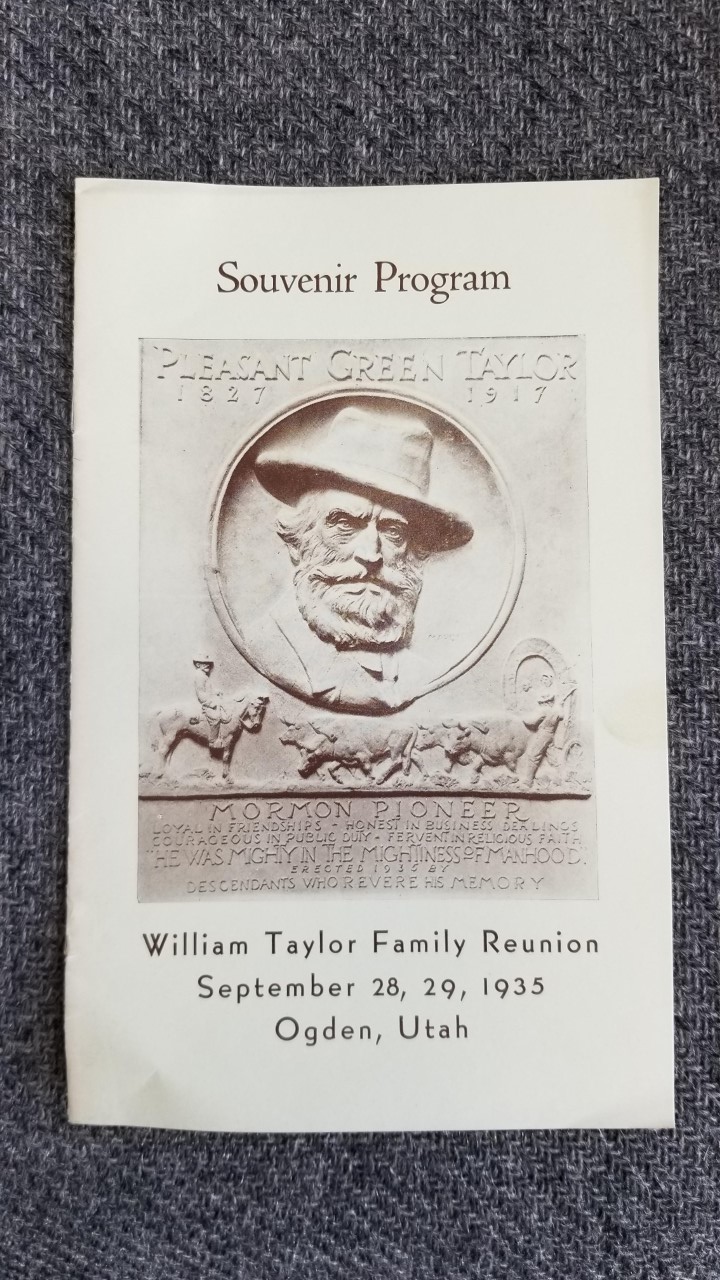 Souvenir Program
PLEASANT GREEN TAYLOR
1827 1917
MORMON PIONEER
LOYAL IN FRIENDSHIPS - HONEST IN BUSINESS DEALINGS
COURAGEOUS IN PUBLIC DUTY - FERVENT IN RELIGIOUS FAITH
"HE WAS MIGHTY IN THE MIGHTINESS OF MANHOOD."
ERECTED 1935 BY
DESCENDANTS WHO REVERE HIS MEMORY
William Taylor Family Reunion
September 28, 29, 1935
Ogden, Utah